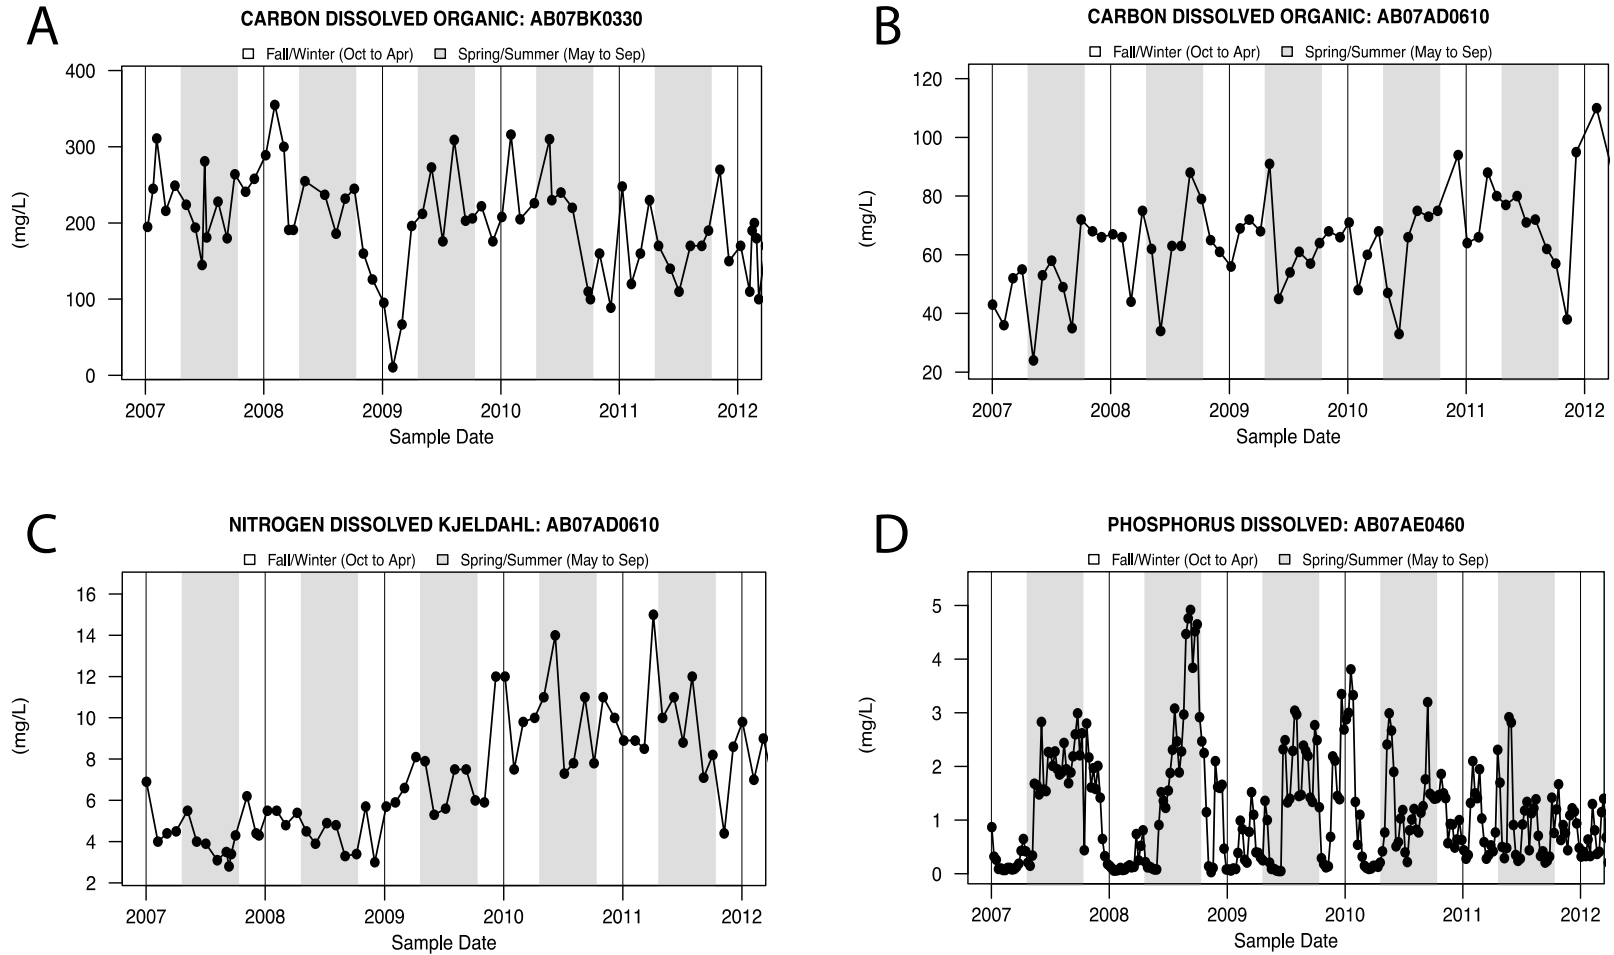 A
CARBON DISSOLVED ORGANIC: AB07BK0330
Fall/Winter (Oct to Apr) Spring/Summer (May to Sep)
400
300
200
100
0
(mg/L)
2007 2008 2009 2010 2011 2012
Sample Date
B
CARBON DISSOLVED ORGANIC: AB07AD0610
Fall/Winter (Oct to Apr) Spring/Summer (May to Sep)
120
100
80
60
40
20
(mg/L)
2007 2008 2009 2010 2011 2012
Sample Date
C
NITROGEN DISSOLVED KJELDAHL: AB07AD0610
Fall/Winter (Oct to Apr) Spring/Summer (May to Sep)
16
14
12
10
8
6
4
2
(mg/L)
2007 2008 2009 2010 2011 2012
Sample Date
D
PHOSPHORUS DISSOLVED: AB07AE0460
Fall/Winter (Oct to Apr) Spring/Summer (May to Sep)
5
4
3
2
1
0
(mg/L)
2007 2008 2009 2010 2011 2012
Sample Date